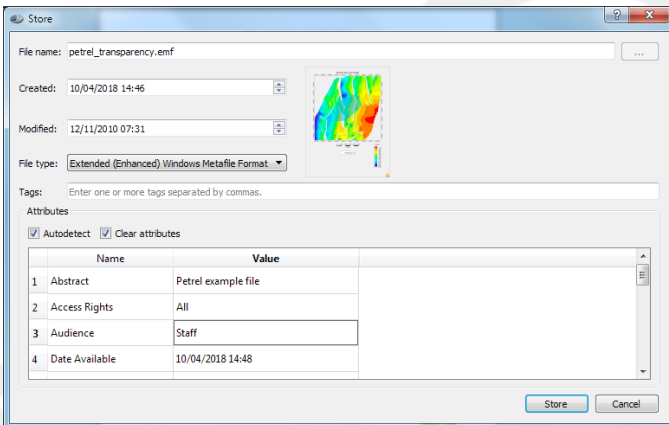 Store
File name: petrel_transparency.emf ...
Created: 10/04/2018 14:46
Modified: 12/11/2010 07:31
File type: Extended (Enhanced) Windows Metafile Format
Tags: Enter one or more tags separated by commas.
Attributes
Autodetect Clear attributes
Name Value
1 Abstract Petrel example file
2 Access Rights All
3 Audience Staff
4 Date Available 10/04/2018 14:48
Store Cancel